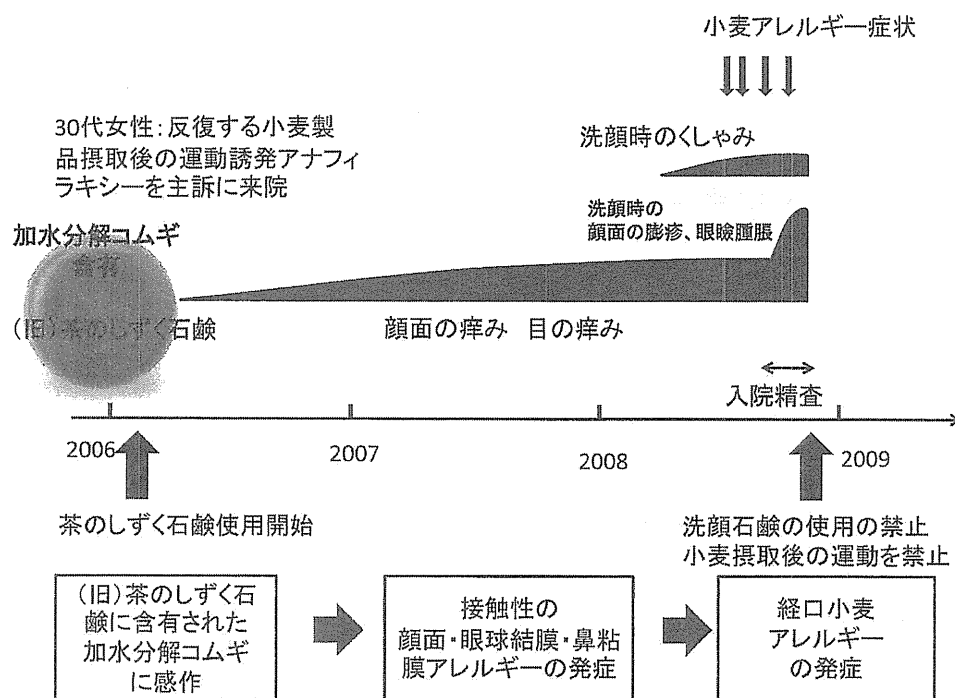 小麦アレルギー症状
30代女性：反復する小麦製
品摂取後の運動誘発アナフィ
ラキシーを主訴に来院
洗顔時のくしゃみ
洗顔時の
顔面の膨疹、眼瞼腫脹
加水分解コムギ
含有
（旧）茶のしずく石鹸
顔面の痒み 目の痒み
入院精査
2006
2007
2008
2009
茶のしずく石鹸使用開始
洗顔石鹸の使用の禁止
小麦摂取後の運動を禁止
（旧）茶のしずく石
鹸に含有された
加水分解コムギ
に感作
接触性の
顔面・眼球結膜・鼻粘
膜アレルギーの発症
経口小麦
アレルギー
の発症